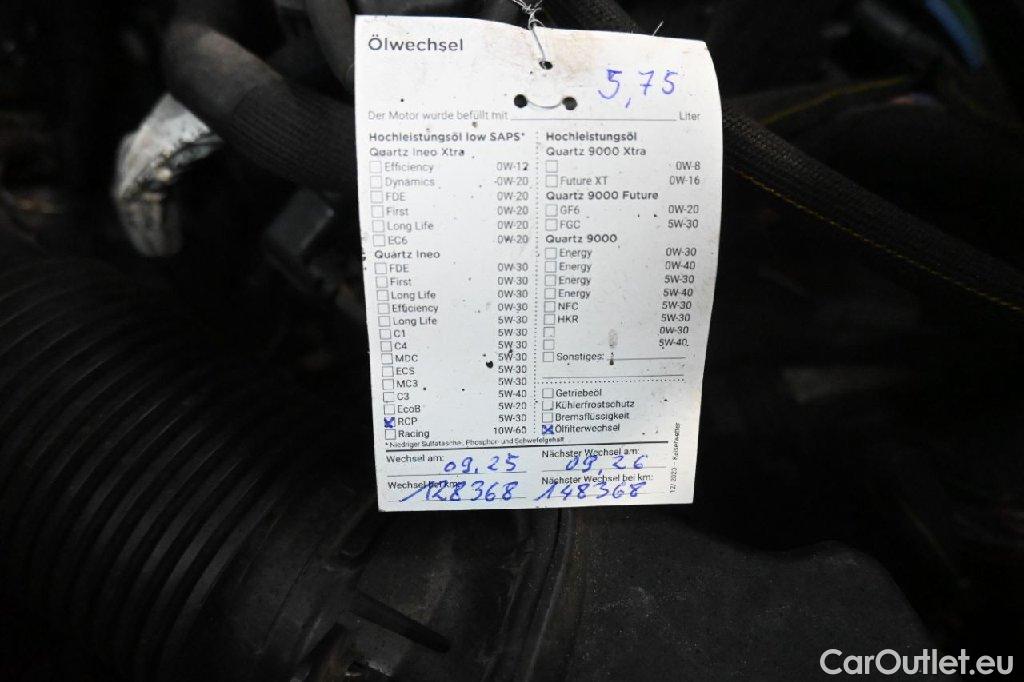 Ölwechsel
5,75
Der Motor wurde befüllt mit Liter
Hochleistungsöl low SAPS*
Quartz Ineo Xtra
Efficiency 0W-12
Dynamics 0W-20
FDE 0W-20
First 0W-20
Long Life 0W-20
EC6 0W-20
Quartz Ineo
FDE 0W-30
First 0W-30
Long Life 0W-30
Efficiency 0W-30
Long Life 5W-30
C1 5W-30
C4 5W-30
MDC 5W-30
ECS 5W-30
MC3 5W-30
C3 5W-40
EcoB 5W-20
RCP 5W-30
Racing 10W-60
* Niedriger Sulfatasche-, Phosphor- und Schwefelgehalt
Hochleistungsöl
Quartz 9000 Xtra
0W-8
Future XT 0W-16
Quartz 9000 Future
GF6 0W-20
FGC 5W-30
Quartz 9000
Energy 0W-30
Energy 0W-40
Energy 5W-30
Energy 5W-40
NFC 5W-30
HKR 5W-30
0W-30
5W-40
Sonstiges:
Getriebeöl
Kühlerfrostschutz
Bremsflüssigkeit
Ölfilterwechsel
Wechsel am: 09.25
Nächster Wechsel am: 09.26
Wechsel bei km: 128368
Nächster Wechsel bei km: 148368
CarOutlet.eu